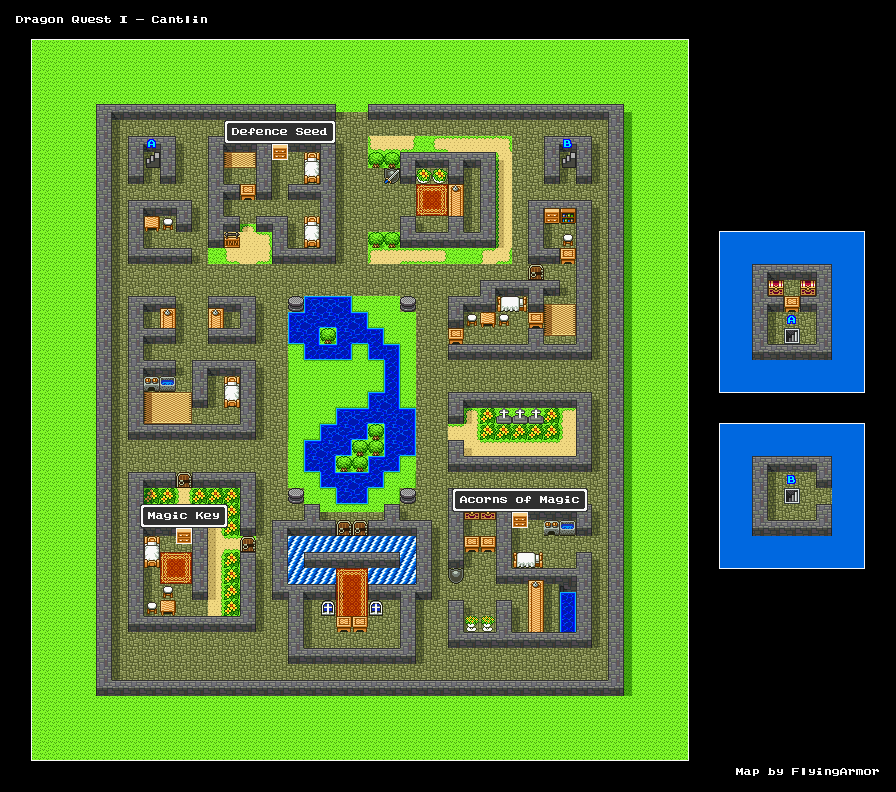 Dragon Quest I — Cantlin
Defence Seed
A
B
A
B
Acorns of Magic
Magic Key
Map by FlyingArmor